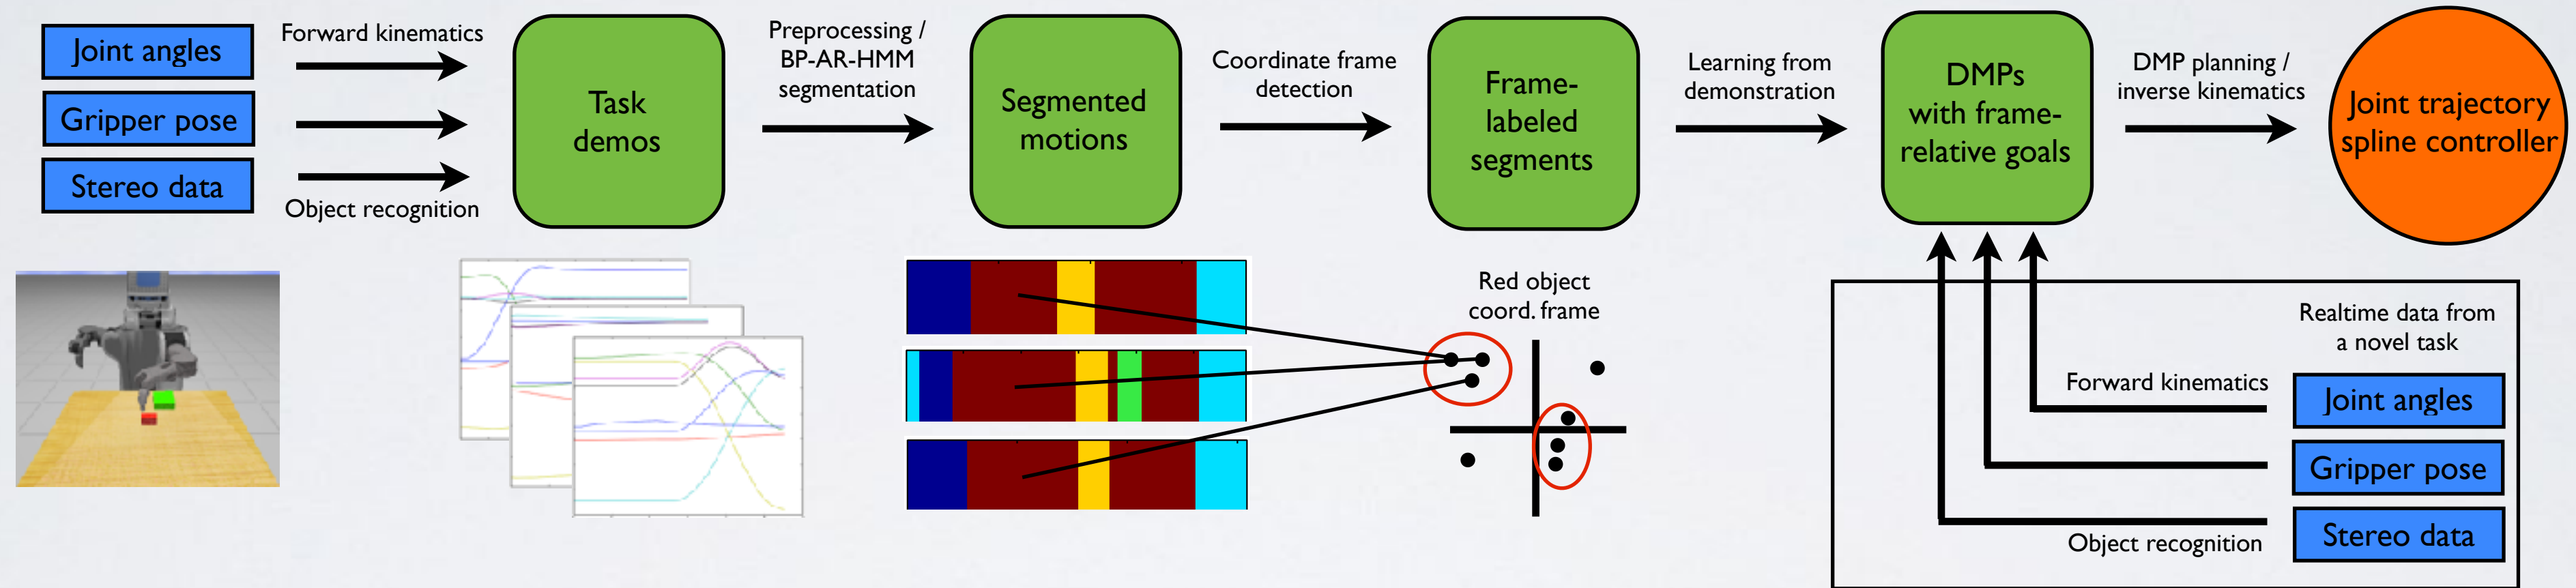 Joint angles
Gripper pose
Stereo data
Forward kinematics
Object recognition
Task
demos
Preprocessing /
BP-AR-HMM
segmentation
Segmented
motions
Coordinate frame
detection
Frame-
labeled
segments
Learning from
demonstration
DMPs
with frame-
relative goals
DMP planning /
inverse kinematics
Joint trajectory
spline controller
Red object
coord. frame
Realtime data from
a novel task
Forward kinematics
Joint angles
Gripper pose
Object recognition
Stereo data